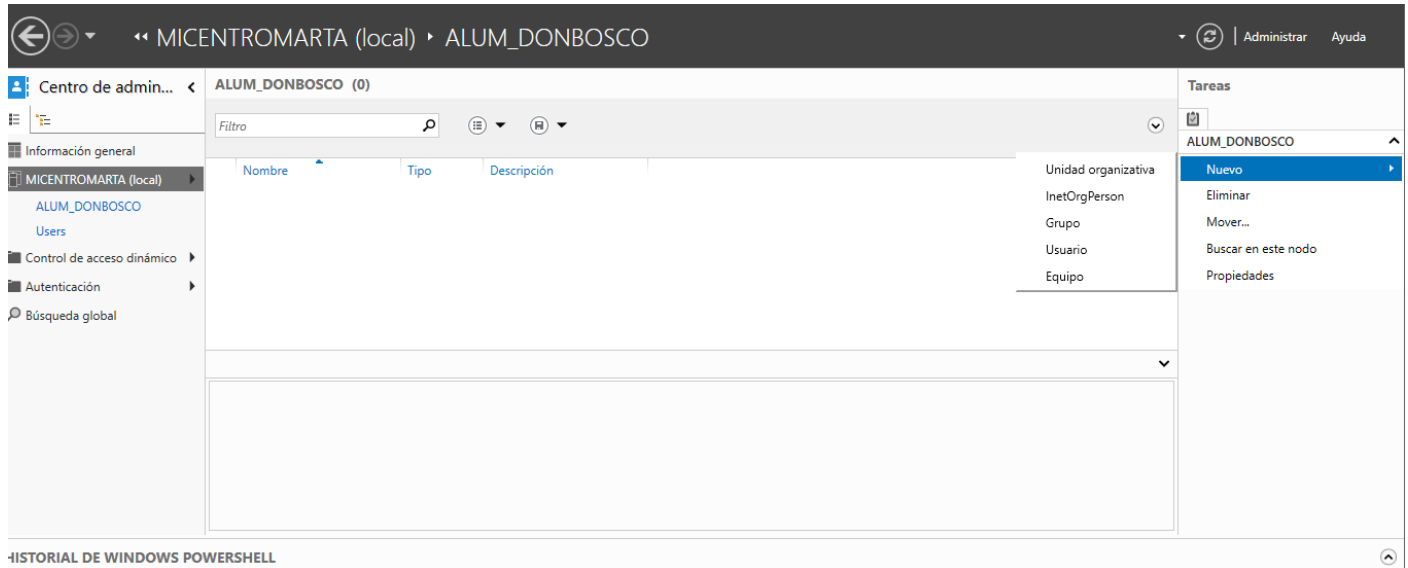 MICENTROMARTA (local) ALUM_DONBOSCO
Administrar Ayuda
Centro de admin...
Información general
MICENTROMARTA (local)
ALUM_DONBOSCO
Users
Control de acceso dinámico
Autenticación
Búsqueda global
ALUM_DONBOSCO (0)
Filtro
Nombre Tipo Descripción
Unidad organizativa
InetOrgPerson
Grupo
Usuario
Equipo
Tareas
ALUM_DONBOSCO
Nuevo
Eliminar
Mover...
Buscar en este nodo
Propiedades
HISTORIAL DE WINDOWS POWERSHELL